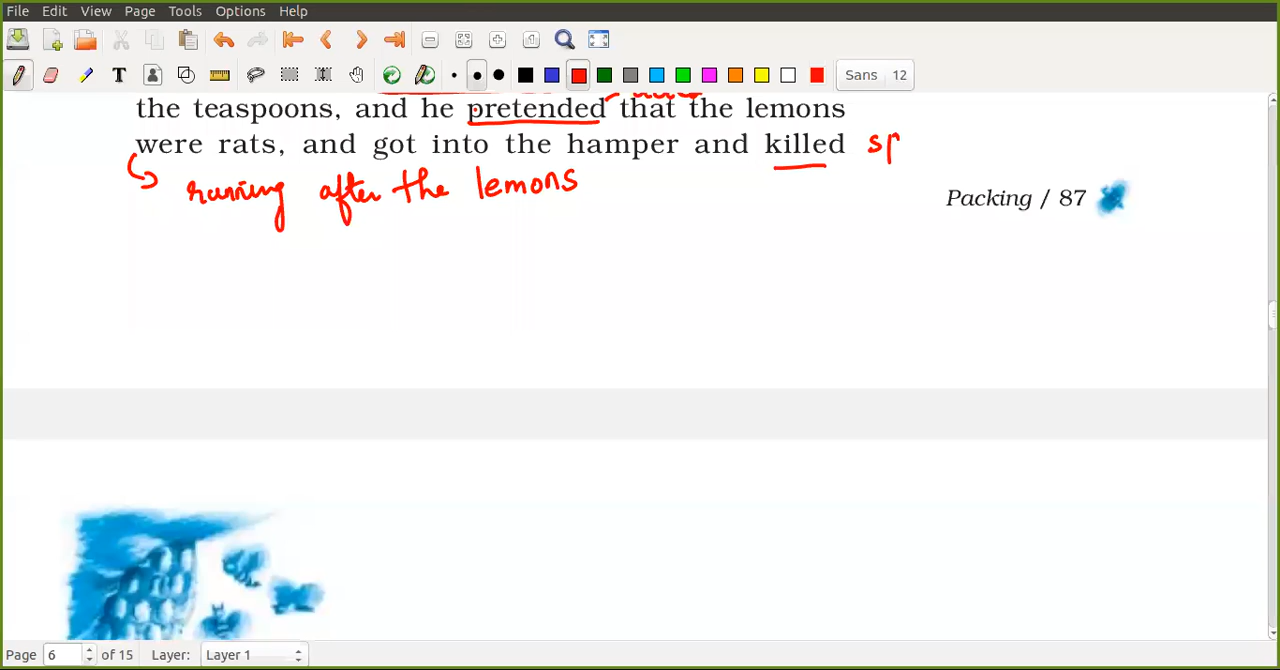 File Edit View Page Tools Options Help
T Sans 12
the teaspoons, and he pretended that the lemons
were rats, and got into the hamper and killed sp
running after the lemons
Packing / 87
Page 6 of 15 Layer: Layer 1